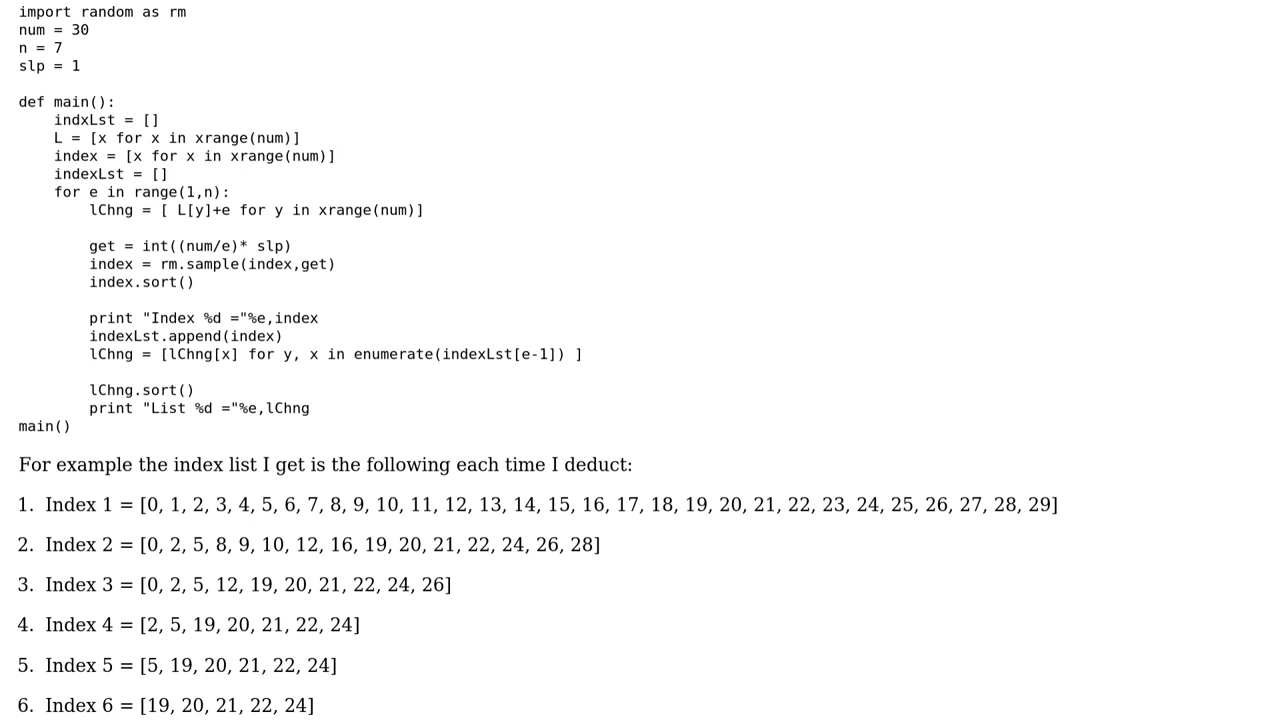 import random as rm
num = 30
n = 7
slp = 1

def main():
    indxLst = []
    L = [x for x in xrange(num)]
    index = [x for x in xrange(num)]
    indexLst = []
    for e in range(1,n):
        lChng = [ L[y]+e for y in xrange(num)]

        get = int((num/e)* slp)
        index = rm.sample(index,get)
        index.sort()

        print "Index %d ="%e,index
        indexLst.append(index)
        lChng = [lChng[x] for y, x in enumerate(indexLst[e-1]) ]

        lChng.sort()
        print "List %d ="%e,lChng
main()
For example the index list I get is the following each time I deduct:
1. Index 1 = [0, 1, 2, 3, 4, 5, 6, 7, 8, 9, 10, 11, 12, 13, 14, 15, 16, 17, 18, 19, 20, 21, 22, 23, 24, 25, 26, 27, 28, 29]
2. Index 2 = [0, 2, 5, 8, 9, 10, 12, 16, 19, 20, 21, 22, 24, 26, 28]
3. Index 3 = [0, 2, 5, 12, 19, 20, 21, 22, 24, 26]
4. Index 4 = [2, 5, 19, 20, 21, 22, 24]
5. Index 5 = [5, 19, 20, 21, 22, 24]
6. Index 6 = [19, 20, 21, 22, 24]